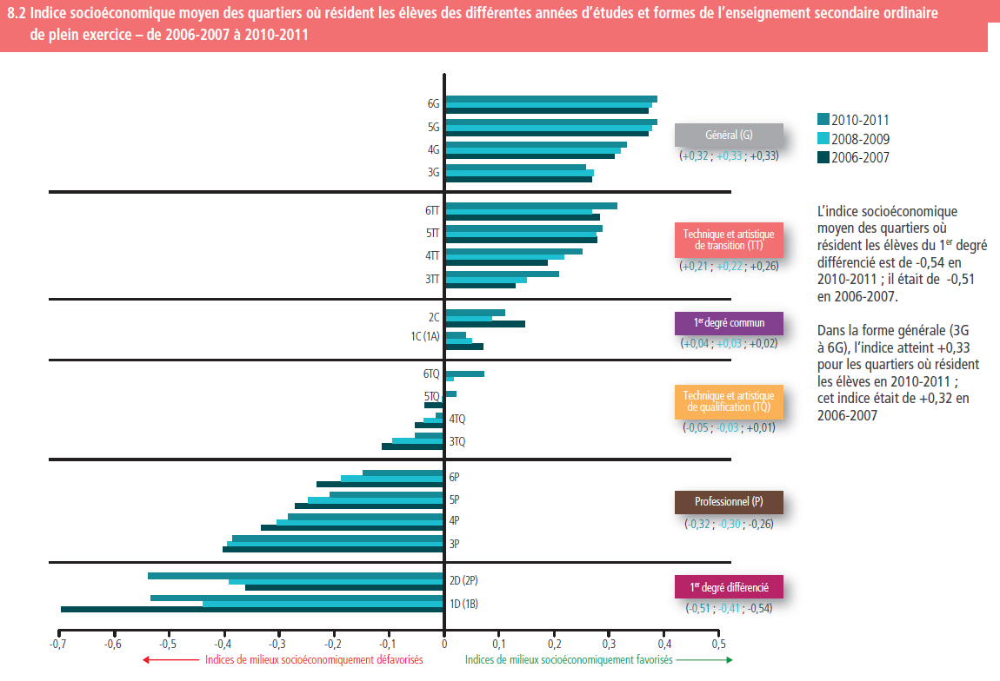 8.2 Indice socioéconomique moyen des quartiers où résident les élèves des différentes années d’études et formes de l’enseignement secondaire ordinaire
de plein exercice – de 2006-2007 à 2010-2011
6G
5G
4G
3G
Général (G)
(+0,32 ; +0,33 ; +0,33)
2010-2011
2008-2009
2006-2007
6TT
5TT
4TT
3TT
Technique et artistique
de transition (TT)
(+0,21 ; +0,22 ; +0,26)
L’indice socioéconomique
moyen des quartiers où
résident les élèves du 1er degré
différencié est de -0,54 en
2010-2011 ; il était de -0,51
en 2006-2007.
2C
1C (1A)
1er degré commun
(+0,04 ; +0,03 ; +0,02)
Dans la forme générale (3G
à 6G), l’indice atteint +0,33
pour les quartiers où résident
les élèves en 2010-2011 ;
cet indice était de +0,32 en
2006-2007
6TQ
5TQ
4TQ
3TQ
Technique et artistique
de qualification (TQ)
(-0,05 ; -0,03 ; +0,01)
6P
5P
4P
3P
Professionnel (P)
(-0,32 ; -0,30 ; -0,26)
2D (2P)
1D (1B)
1er degré différencié
(-0,51 ; -0,41 ; -0,54)
-0,7 -0,6 -0,5 -0,4 -0,3 -0,2 -0,1 0 0,1 0,2 0,3 0,4 0,5
Indices de milieux socioéconomiquement défavorisés
Indices de milieux socioéconomiquement favorisés